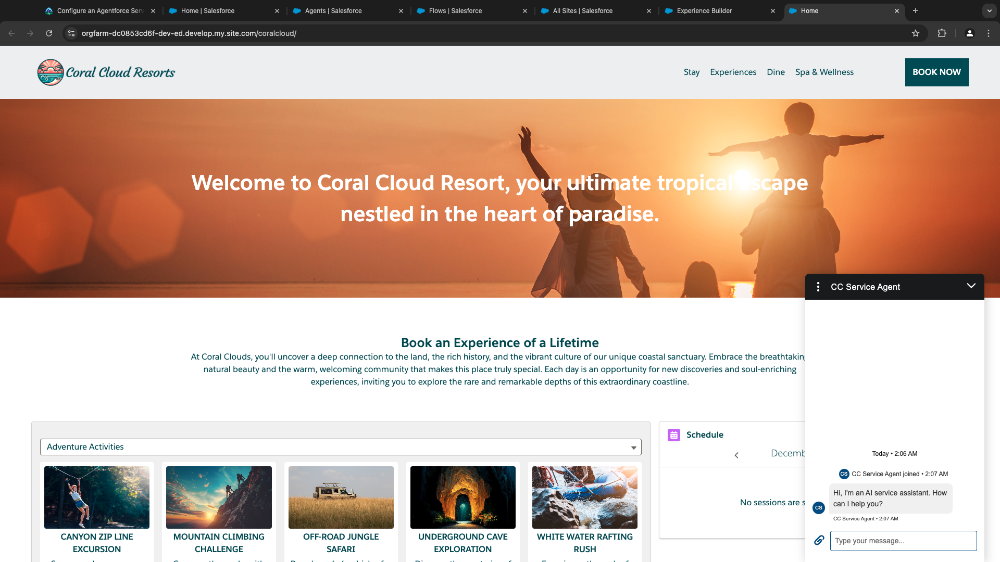 Configure an Agentforce Serv
Home | Salesforce
Agents | Salesforce
Flows | Salesforce
All Sites | Salesforce
Experience Builder
Home
orgfarm-dc0853cd6f-dev-ed.develop.my.site.com/coralcloud/
Coral Cloud Resorts
Stay
Experiences
Dine
Spa & Wellness
BOOK NOW
Welcome to Coral Cloud Resort, your ultimate tropical escape
nestled in the heart of paradise.
Book an Experience of a Lifetime
At Coral Clouds, you'll uncover a deep connection to the land, the rich history, and the vibrant culture of our unique coastal sanctuary. Embrace the breathtaking
natural beauty and the warm, welcoming community that makes this place truly special. Each day is an opportunity for new discoveries and soul-enriching
experiences, inviting you to explore the rare and remarkable depths of this extraordinary coastline.
Adventure Activities
CANYON ZIP LINE
EXCURSION
MOUNTAIN CLIMBING
CHALLENGE
OFF-ROAD JUNGLE
SAFARI
UNDERGROUND CAVE
EXPLORATION
WHITE WATER RAFTING
RUSH
Schedule
Decemb
No sessions are s
CC Service Agent
Today • 2:06 AM
CS CC Service Agent joined • 2:07 AM
Hi, I'm an AI service assistant. How
can I help you?
CS
CC Service Agent • 2:07 AM
Type your message...